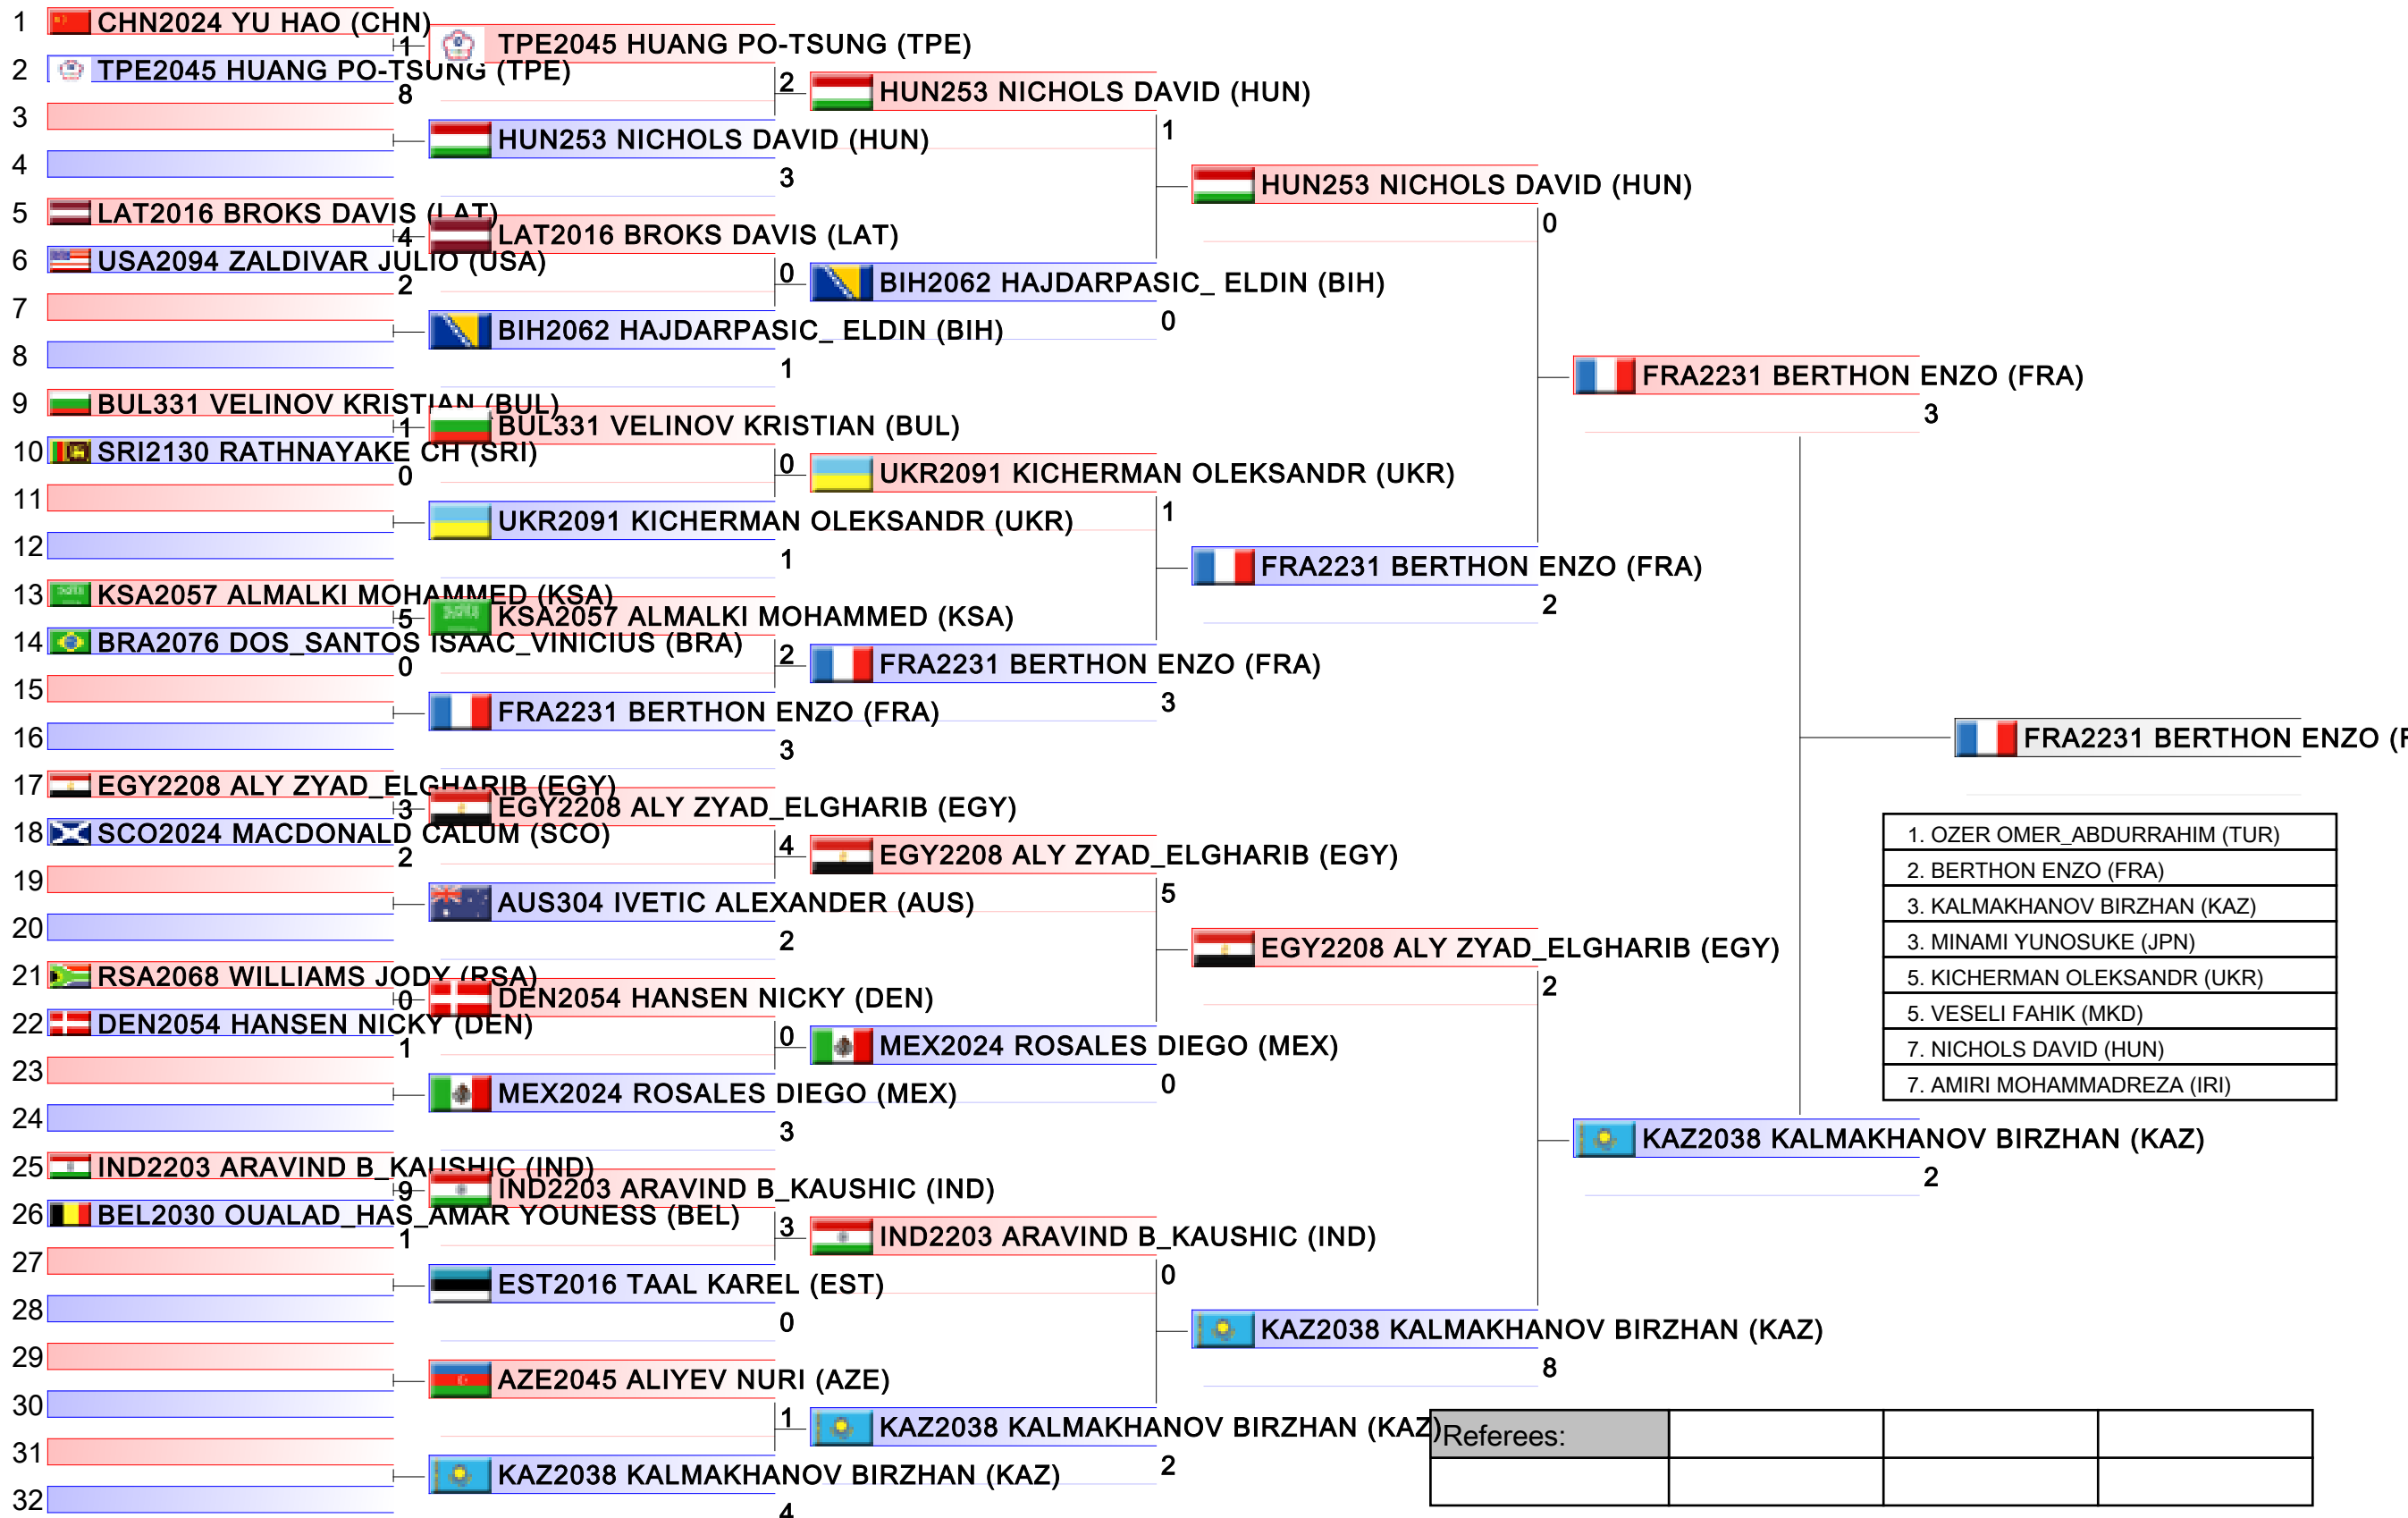 1 CHN2024 YU HAO (CHN)
1
2 TPE2045 HUANG PO-TSUNG (TPE)
8
3
4
5 LAT2016 BROKS DAVIS (LAT)
4
6 USA2094 ZALDIVAR JULIO (USA)
2
7
8
9 BUL331 VELINOV KRISTIAN (BUL)
1
10 SRI2130 RATHNAYAKE CH (SRI)
0
11
12
13 KSA2057 ALMALKI MOHAMMED (KSA)
5
14 BRA2076 DOS_SANTOS ISAAC_VINICIUS (BRA)
0
15
16
17 EGY2208 ALY ZYAD_ELGHARIB (EGY)
3
18 SCO2024 MACDONALD CALUM (SCO)
2
19
20
21 RSA2068 WILLIAMS JODY (RSA)
0
22 DEN2054 HANSEN NICKY (DEN)
1
23
24
25 IND2203 ARAVIND B_KAUSHIC (IND)
9
26 BEL2030 OUALAD_HAS_AMAR YOUNESS (BEL)
1
27
28
29
30
31
32
TPE2045 HUANG PO-TSUNG (TPE)
2
HUN253 NICHOLS DAVID (HUN)
3
LAT2016 BROKS DAVIS (LAT)
0
BIH2062 HAJDARPASIC_ ELDIN (BIH)
1
BUL331 VELINOV KRISTIAN (BUL)
0
UKR2091 KICHERMAN OLEKSANDR (UKR)
1
KSA2057 ALMALKI MOHAMMED (KSA)
2
FRA2231 BERTHON ENZO (FRA)
3
EGY2208 ALY ZYAD_ELGHARIB (EGY)
4
AUS304 IVETIC ALEXANDER (AUS)
2
DEN2054 HANSEN NICKY (DEN)
0
MEX2024 ROSALES DIEGO (MEX)
3
IND2203 ARAVIND B_KAUSHIC (IND)
3
EST2016 TAAL KAREL (EST)
0
AZE2045 ALIYEV NURI (AZE)
1
KAZ2038 KALMAKHANOV BIRZHAN (KAZ)
4
HUN253 NICHOLS DAVID (HUN)
1
BIH2062 HAJDARPASIC_ ELDIN (BIH)
0
UKR2091 KICHERMAN OLEKSANDR (UKR)
1
FRA2231 BERTHON ENZO (FRA)
3
EGY2208 ALY ZYAD_ELGHARIB (EGY)
5
MEX2024 ROSALES DIEGO (MEX)
0
IND2203 ARAVIND B_KAUSHIC (IND)
0
KAZ2038 KALMAKHANOV BIRZHAN (KAZ)
2
HUN253 NICHOLS DAVID (HUN)
0
FRA2231 BERTHON ENZO (FRA)
2
EGY2208 ALY ZYAD_ELGHARIB (EGY)
2
KAZ2038 KALMAKHANOV BIRZHAN (KAZ)
8
FRA2231 BERTHON ENZO (FRA)
3
KAZ2038 KALMAKHANOV BIRZHAN (KAZ)
2
FRA2231 BERTHON ENZO (F
1. OZER OMER_ABDURRAHIM (TUR)
2. BERTHON ENZO (FRA)
3. KALMAKHANOV BIRZHAN (KAZ)
3. MINAMI YUNOSUKE (JPN)
5. KICHERMAN OLEKSANDR (UKR)
5. VESELI FAHIK (MKD)
7. NICHOLS DAVID (HUN)
7. AMIRI MOHAMMADREZA (IRI)
Referees: